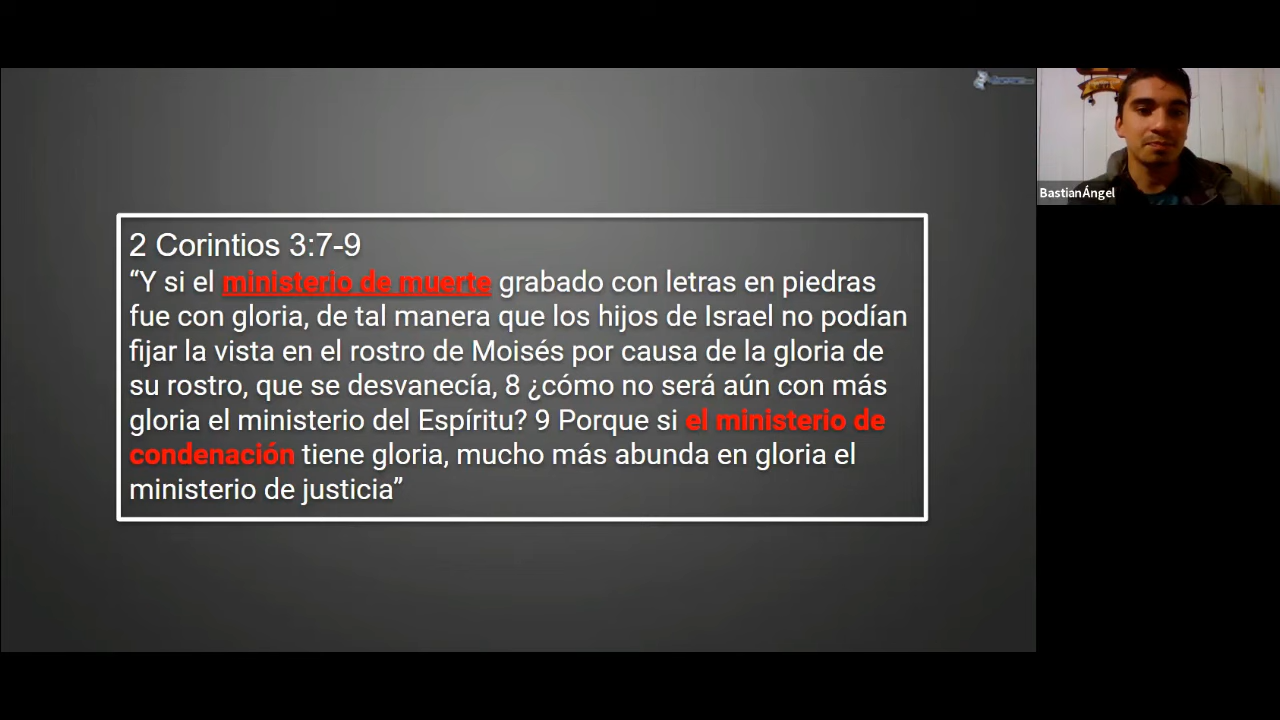 2 Corintios 3:7-9
“Y si el ministerio de muerte grabado con letras en piedras
fue con gloria, de tal manera que los hijos de Israel no podían
fijar la vista en el rostro de Moisés por causa de la gloria de
su rostro, que se desvanecía, 8 ¿cómo no será aún con más
gloria el ministerio del Espíritu? 9 Porque si el ministerio de
condenación tiene gloria, mucho más abunda en gloria el
ministerio de justicia”
BastianÁngel